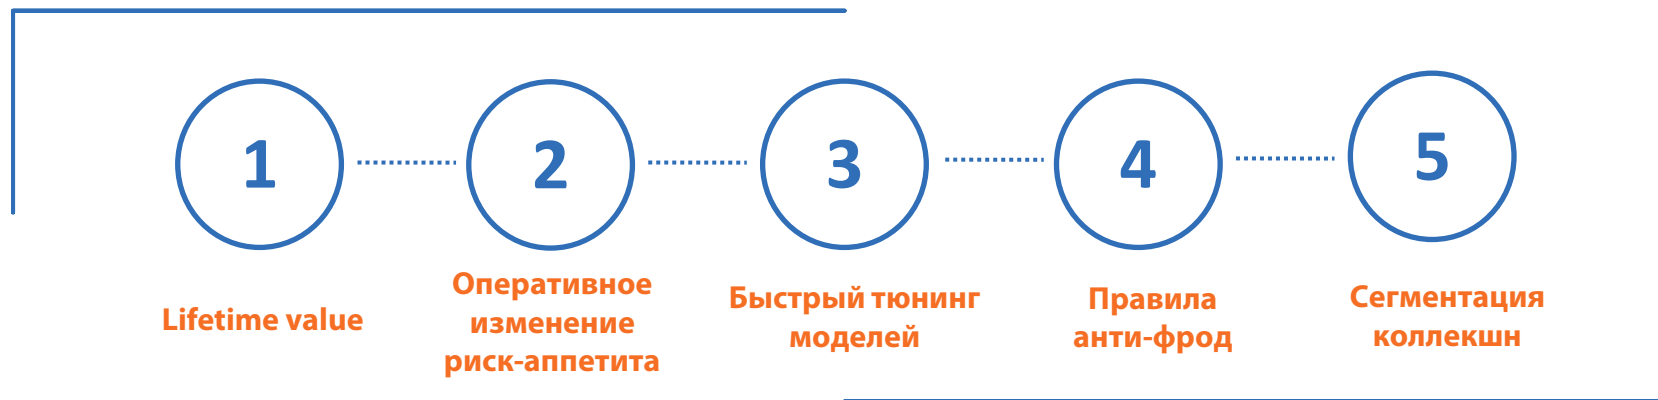 1
2
3
4
5
Lifetime value
Оперативное
изменение
риск-аппетита
Быстрый тюнинг
моделей
Правила
анти-фрод
Сегментация
коллекшн